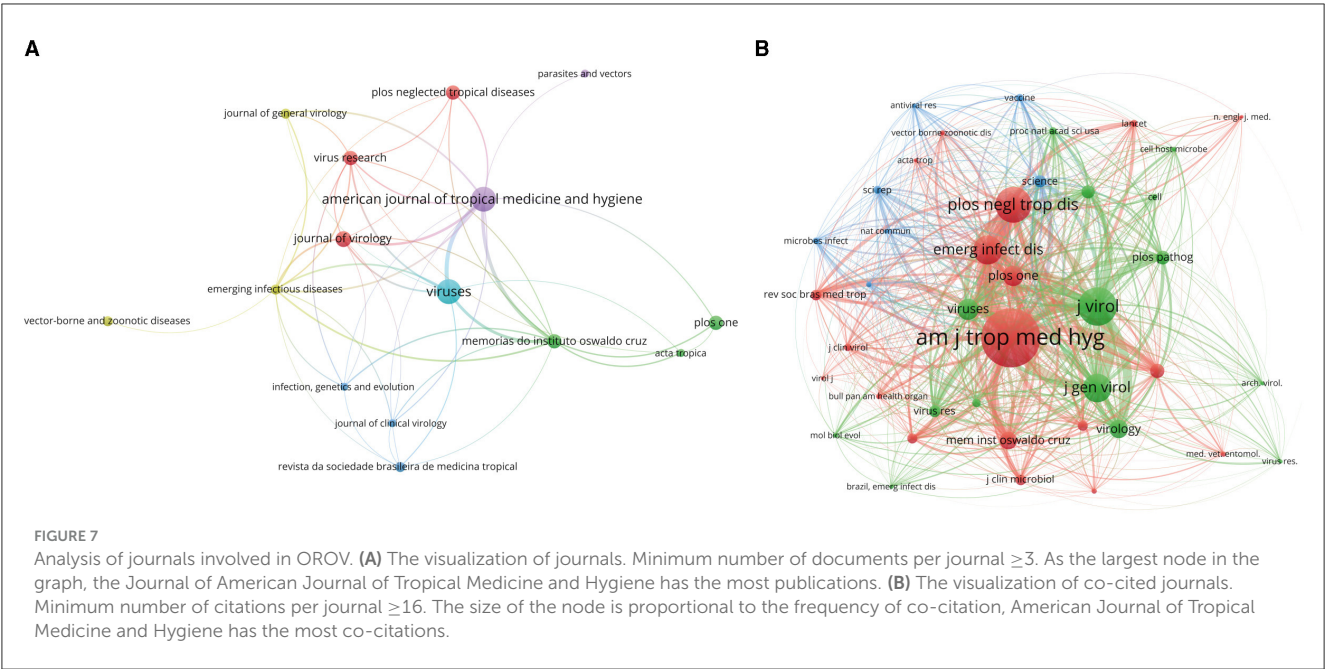 A
B
parasites and vectors
plos neglected tropical diseases
journal of general virology
virus research
american journal of tropical medicine and hygiene
journal of virology
emerging infectious diseases
viruses
vector-borne and zoonotic diseases
plos one
memorias do instituto oswaldo cruz
acta tropica
infection, genetics and evolution
journal of clinical virology
revista da sociedade brasileira de medicina tropical
antiviral res
vaccine
n. engl. j. med.
lancet
vector borne zoonotic dis
proc natl acad sci usa
cell host microbe
acta trop
science
sci rep
cell
plos negl trop dis
nat commun
microbes infect
emerg infect dis
plos pathog
plos one
rev soc bras med trop
viruses
j virol
am j trop med hyg
j clin virol
virol j
j gen virol
arch. virol.
bull pan am health organ
virus res
virology
mol biol evol
mem inst oswaldo cruz
med. vet. entomol.
virus res.
j clin microbiol
brazil, emerg infect dis
FIGURE 7
Analysis of journals involved in OROV. (A) The visualization of journals. Minimum number of documents per journal ≥3. As the largest node in the
graph, the Journal of American Journal of Tropical Medicine and Hygiene has the most publications. (B) The visualization of co-cited journals.
Minimum number of citations per journal ≥16. The size of the node is proportional to the frequency of co-citation, American Journal of Tropical
Medicine and Hygiene has the most co-citations.